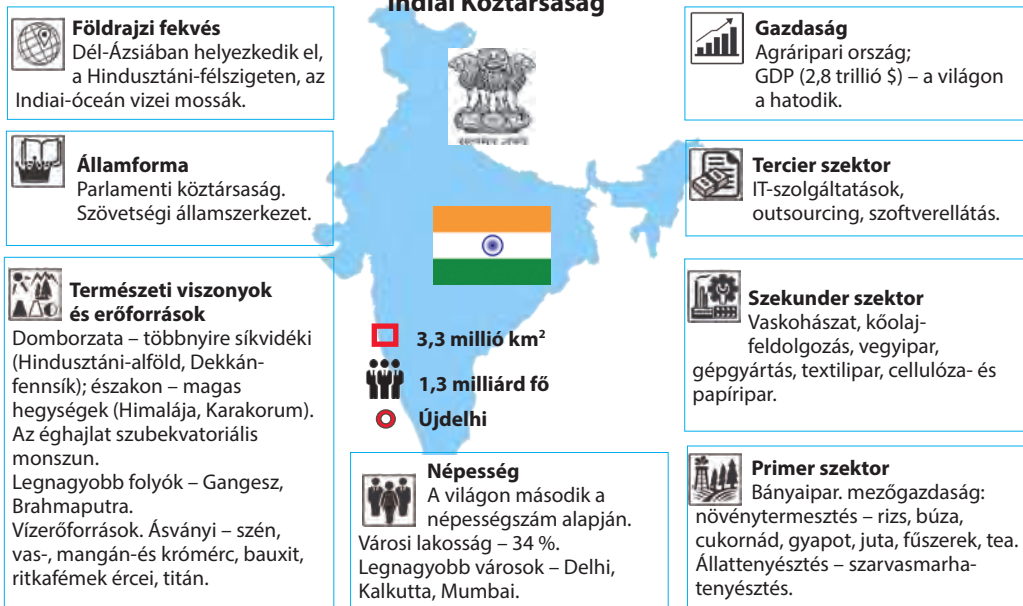 Indiai Köztársaság
Földrajzi fekvés
Dél-Ázsiában helyezkedik el,
a Hindusztáni-félszigeten, az
Indiai-óceán vizei mossák.
Államforma
Parlamenti köztársaság.
Szövetségi államszerkezet.
Természeti viszonyok
és erőforrások
Domborzata – többnyire síkvidéki
(Hindusztáni-alföld, Dekkán-
fennsík); északon – magas
hegységek (Himalája, Karakorum).
Az éghajlat szubekvatoriális
monszun.
Legnagyobb folyók – Gangesz,
Brahmaputra.
Vízerőforrások. Ásványi – szén,
vas-, mangán-és krómérc, bauxit,
ritkafémek ércei, titán.
3,3 millió km²
1,3 milliárd fő
Újdelhi
Népesség
A világon második a
népességszám alapján.
Városi lakosság – 34 %.
Legnagyobb városok – Delhi,
Kalkutta, Mumbai.
Gazdaság
Agráripari ország;
GDP (2,8 trillió $) – a világon
a hatodik.
Tercier szektor
IT-szolgáltatások,
outsourcing, szoftverellátás.
Szekunder szektor
Vaskohászat, kőolaj-
feldolgozás, vegyipar,
gépgyártás, textilipar, cellulóza- és
papíripar.
Primer szektor
Bányaipar. mezőgazdaság:
növénytermesztés – rizs, búza,
cukornád, gyapot, juta, fűszerek, tea.
Állattenyésztés – szarvasmarha-
tenyésztés.